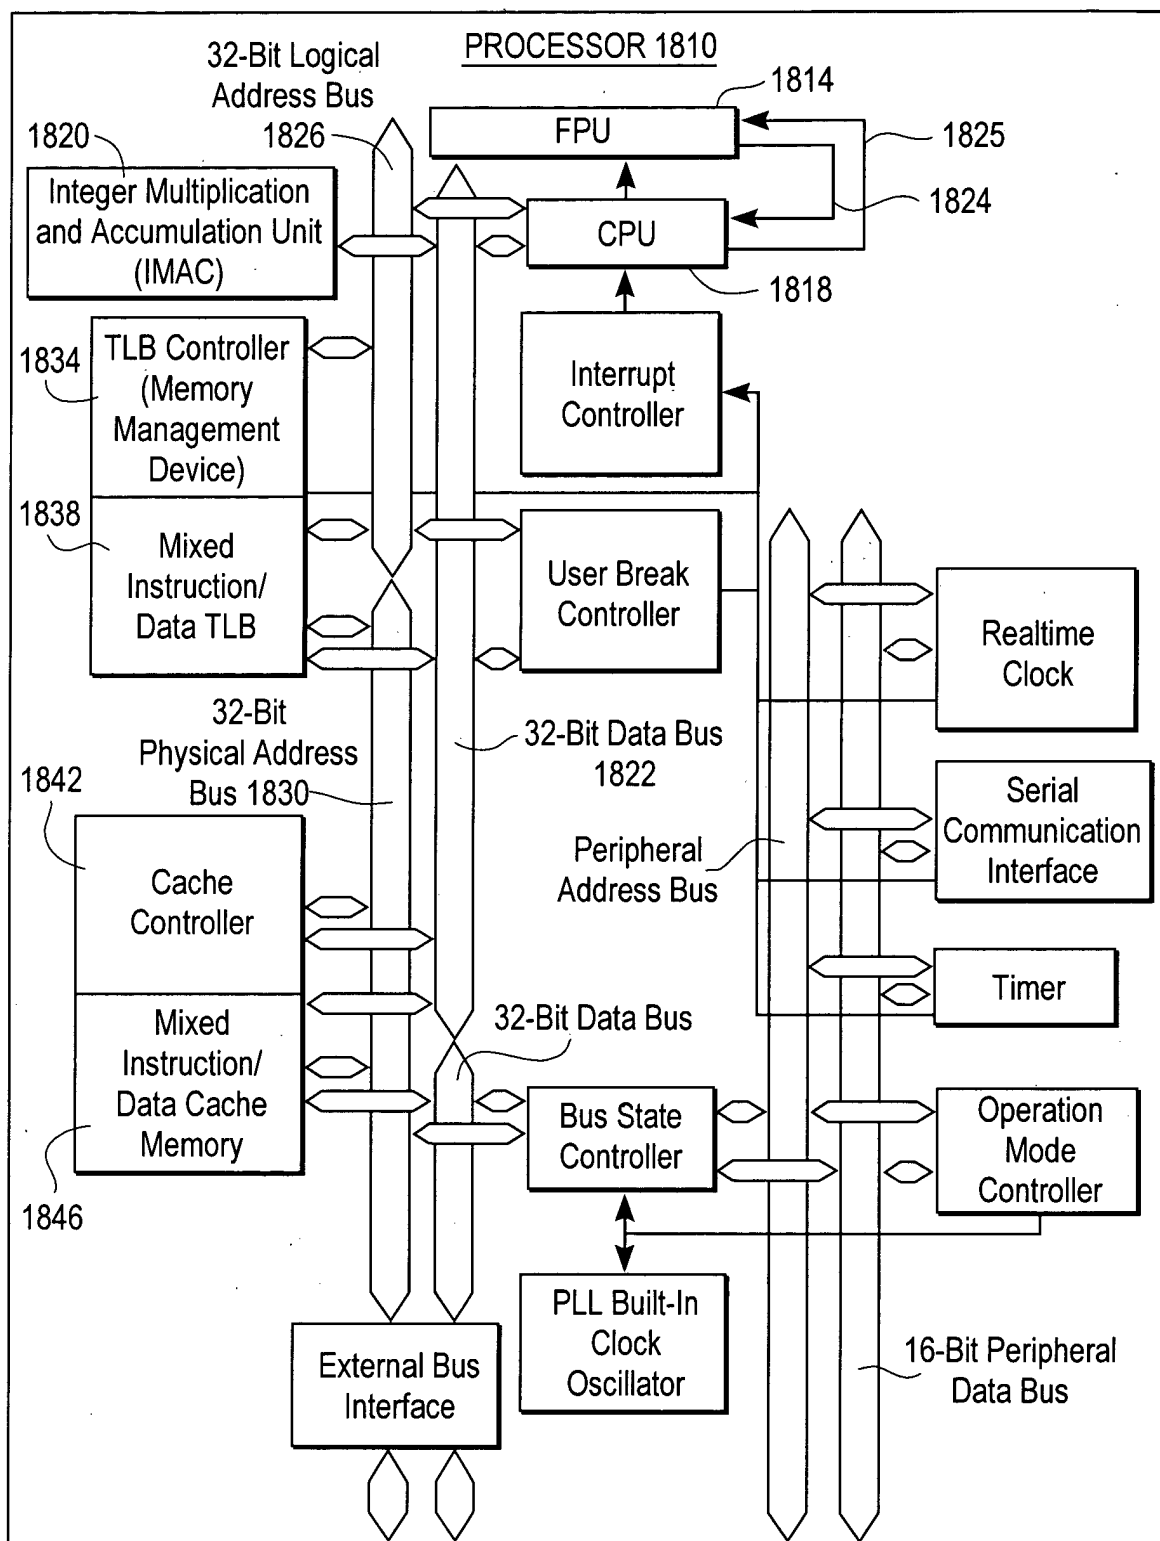 PROCESSOR 1810
32-Bit Logical
Address Bus
1826
1814
FPU
1825
1824
1820
Integer Multiplication
and Accumulation Unit
(IMAC)
CPU
1818
1834
TLB Controller
(Memory
Management
Device)
Interrupt
Controller
1838
Mixed
Instruction/
Data TLB
User Break
Controller
Realtime
Clock
32-Bit
Physical Address
Bus 1830
32-Bit Data Bus
1822
1842
Cache
Controller
Peripheral
Address Bus
Serial
Communication
Interface
Timer
32-Bit Data Bus
Mixed
Instruction/
Data Cache
Memory
1846
Bus State
Controller
Operation
Mode
Controller
PLL Built-In
Clock
Oscillator
External Bus
Interface
16-Bit Peripheral
Data Bus